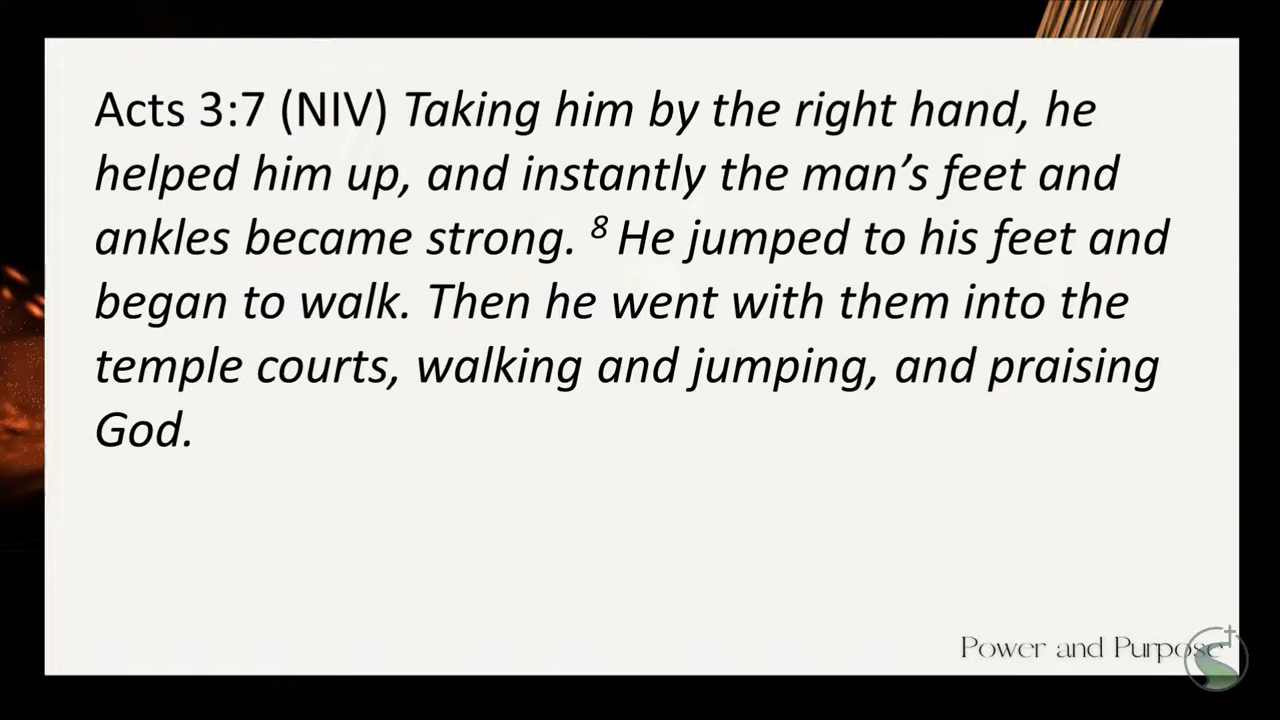 Acts 3:7 (NIV) Taking him by the right hand, he
helped him up, and instantly the man’s feet and
ankles became strong. ⁸ He jumped to his feet and
began to walk. Then he went with them into the
temple courts, walking and jumping, and praising
God.
Power and Purpose